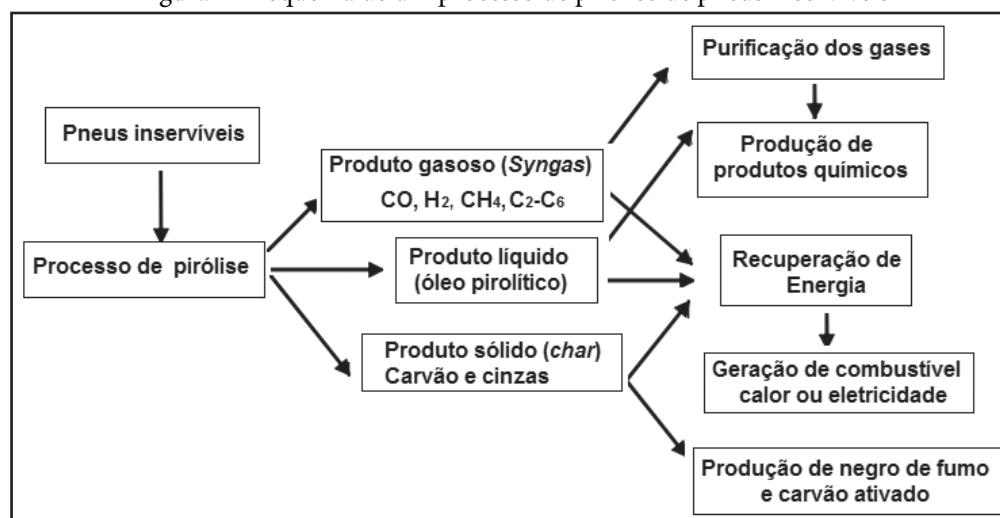 Pneus inservíveis
Processo de pirólise
Produto gasoso (Syngas)
CO, H2, CH4, C2-C6
Produto líquido
(óleo pirolítico)
Produto sólido (char)
Carvão e cinzas
Purificação dos gases
Produção de
produtos químicos
Recuperação de
Energia
Geração de combustível
calor ou eletricidade
Produção de negro de fumo
e carvão ativado